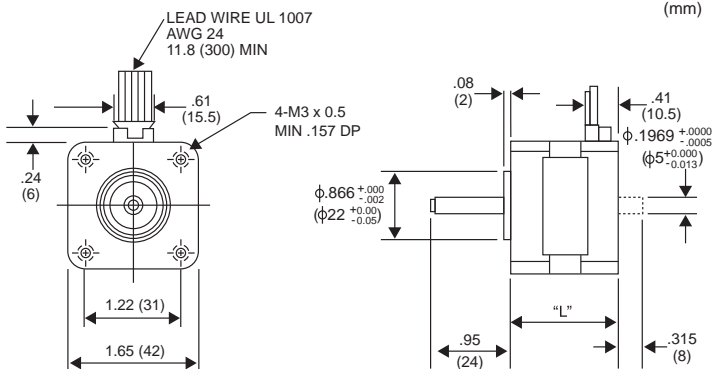 (mm)
LEAD WIRE UL 1007
AWG 24
11.8 (300) MIN
.61
(15.5)
4-M3 x 0.5
MIN .157 DP
.24
(6)
1.22 (31)
1.65 (42)
.08
(2)
.41
(10.5)
ϕ.1969 +.0000 -.0005
(ϕ5 +0.000 -0.013)
ϕ.866 +.000 -.002
(ϕ22 +0.00 -0.05)
"L"
.95
(24)
.315
(8)